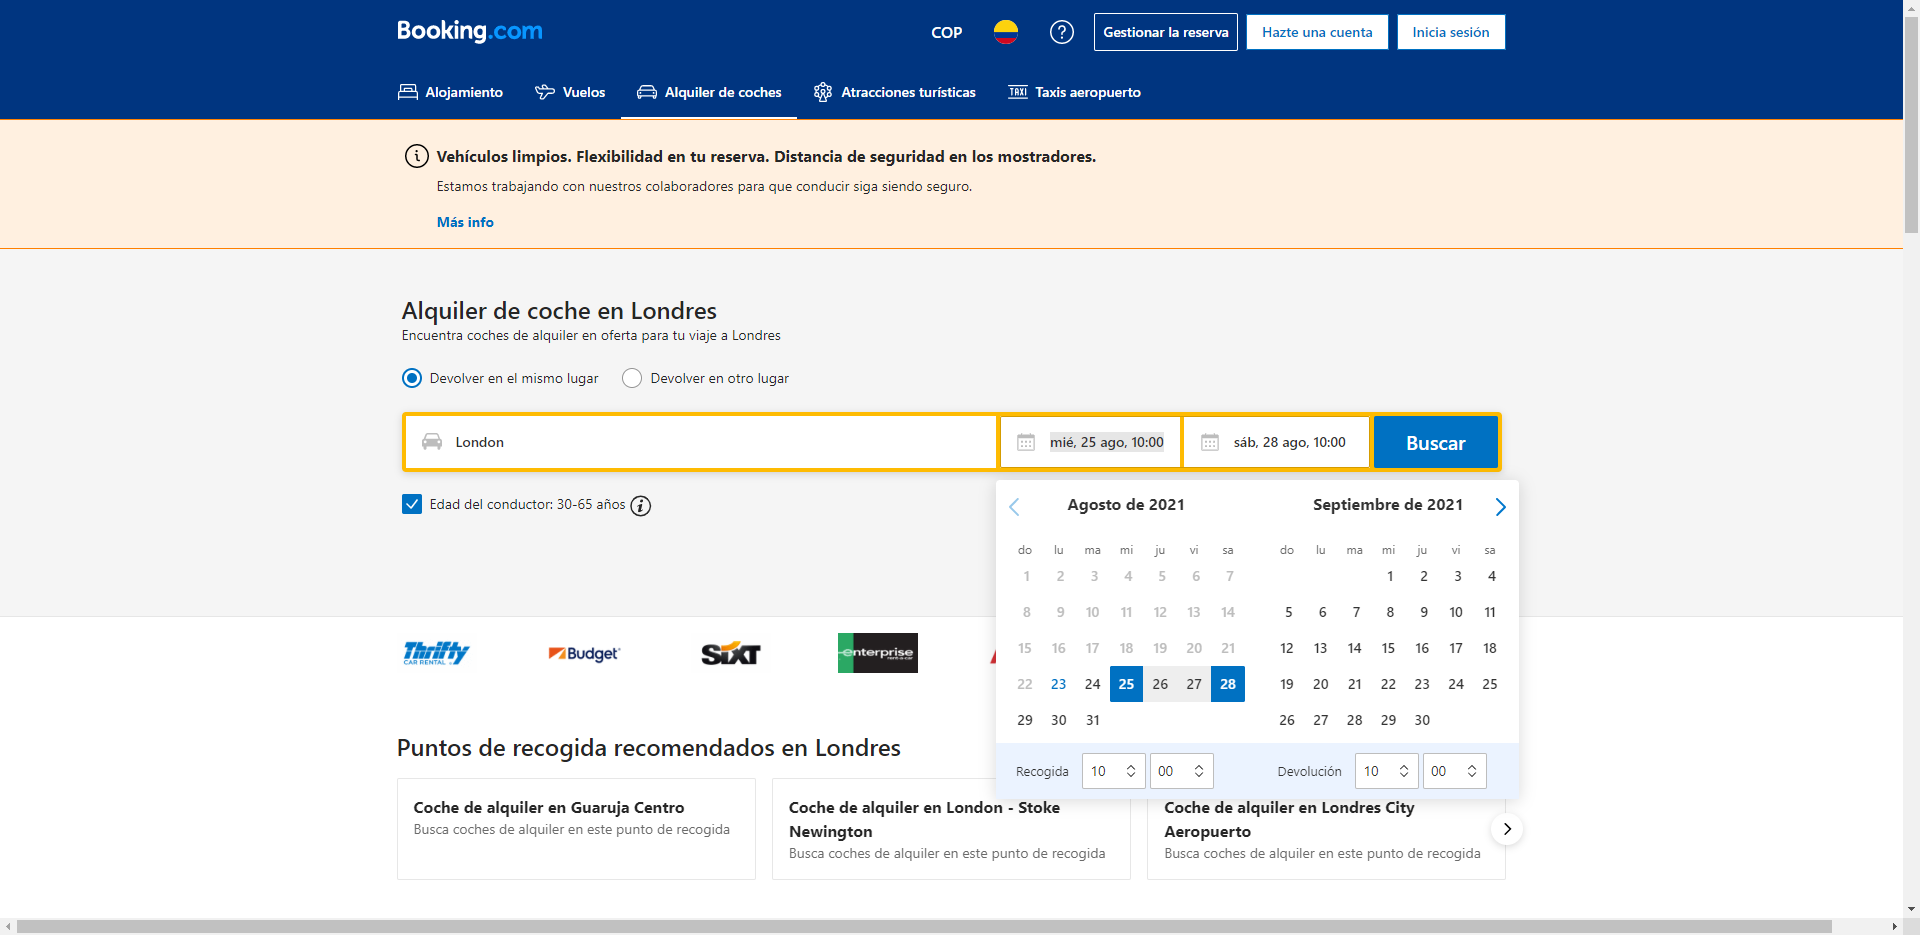 Booking.com
COP
Gestionar la reserva
Hazte una cuenta
Inicia sesión
Alojamiento
Vuelos
Alquiler de coches
Atracciones turísticas
TAXI
Taxis aeropuerto
Vehículos limpios. Flexibilidad en tu reserva. Distancia de seguridad en los mostradores.
Estamos trabajando con nuestros colaboradores para que conducir siga siendo seguro.
Más info
Alquiler de coche en Londres
Encuentra coches de alquiler en oferta para tu viaje a Londres
Devolver en el mismo lugar
Devolver en otro lugar
London
mié, 25 ago, 10:00
sáb, 28 ago, 10:00
Buscar
Edad del conductor: 30-65 años
Agosto de 2021
do lu ma mi ju vi sa
1 2 3 4 5 6 7
8 9 10 11 12 13 14
15 16 17 18 19 20 21
22 23 24 25 26 27 28
29 30 31
Septiembre de 2021
do lu ma mi ju vi sa
1 2 3 4
5 6 7 8 9 10 11
12 13 14 15 16 17 18
19 20 21 22 23 24 25
26 27 28 29 30
Recogida 10 00
Devolución 10 00
Thrifty
CAR RENTAL
Budget
SIXT
enterprise
rent-a-car
Puntos de recogida recomendados en Londres
Coche de alquiler en Guaruja Centro
Busca coches de alquiler en este punto de recogida
Coche de alquiler en London - Stoke
Newington
Busca coches de alquiler en este punto de recogida
Coche de alquiler en Londres City
Aeropuerto
Busca coches de alquiler en este punto de recogida